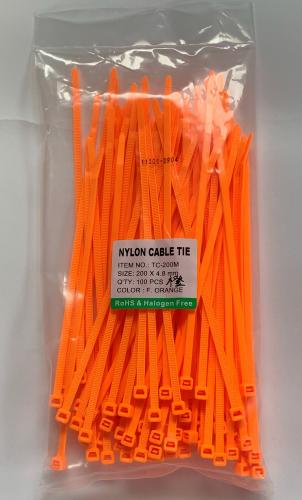 NYLON CABLE TIE
ITEM NO.: TC-200M
SIZE: 200 X 4.8 mm
Q'TY: 100 PCS 橙
COLOR : F. ORANGE
RoHS & Halogen Free